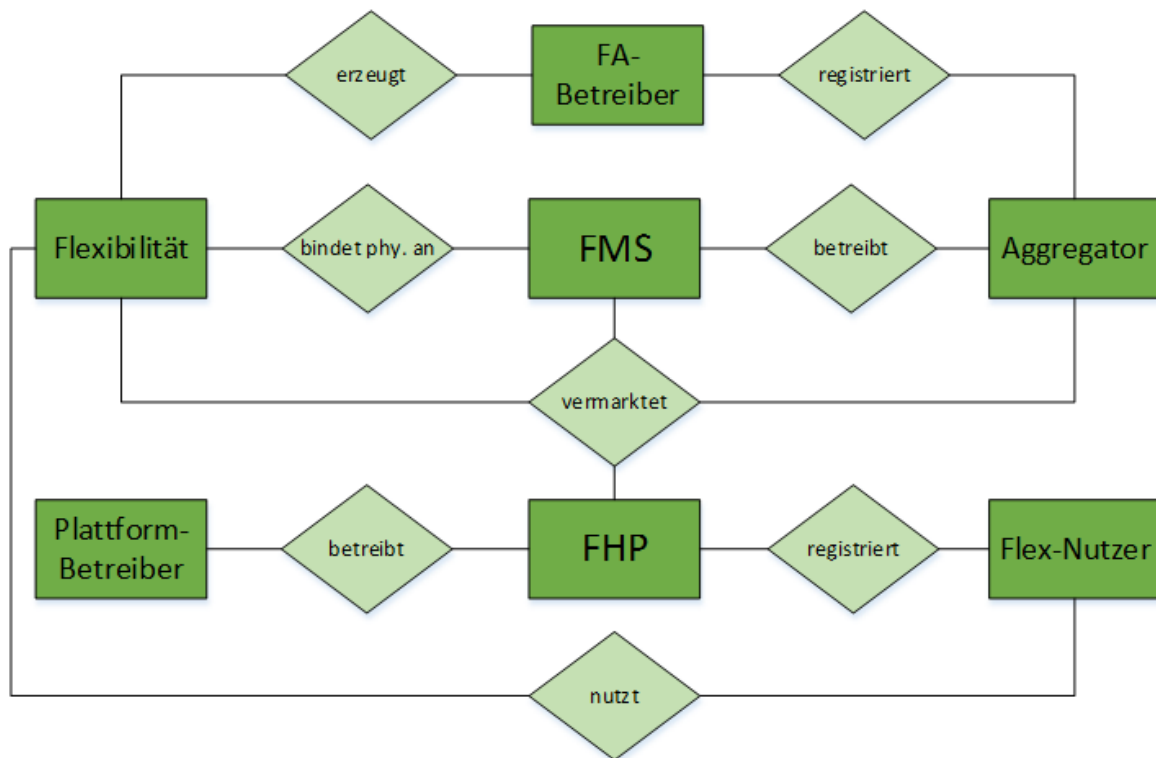 erzeugt
FA-
Betreiber
registriert
Flexibilität
bindet phy. an
FMS
betreibt
Aggregator
vermarktet
Plattform-
Betreiber
betreibt
FHP
registriert
Flex-Nutzer
nutzt